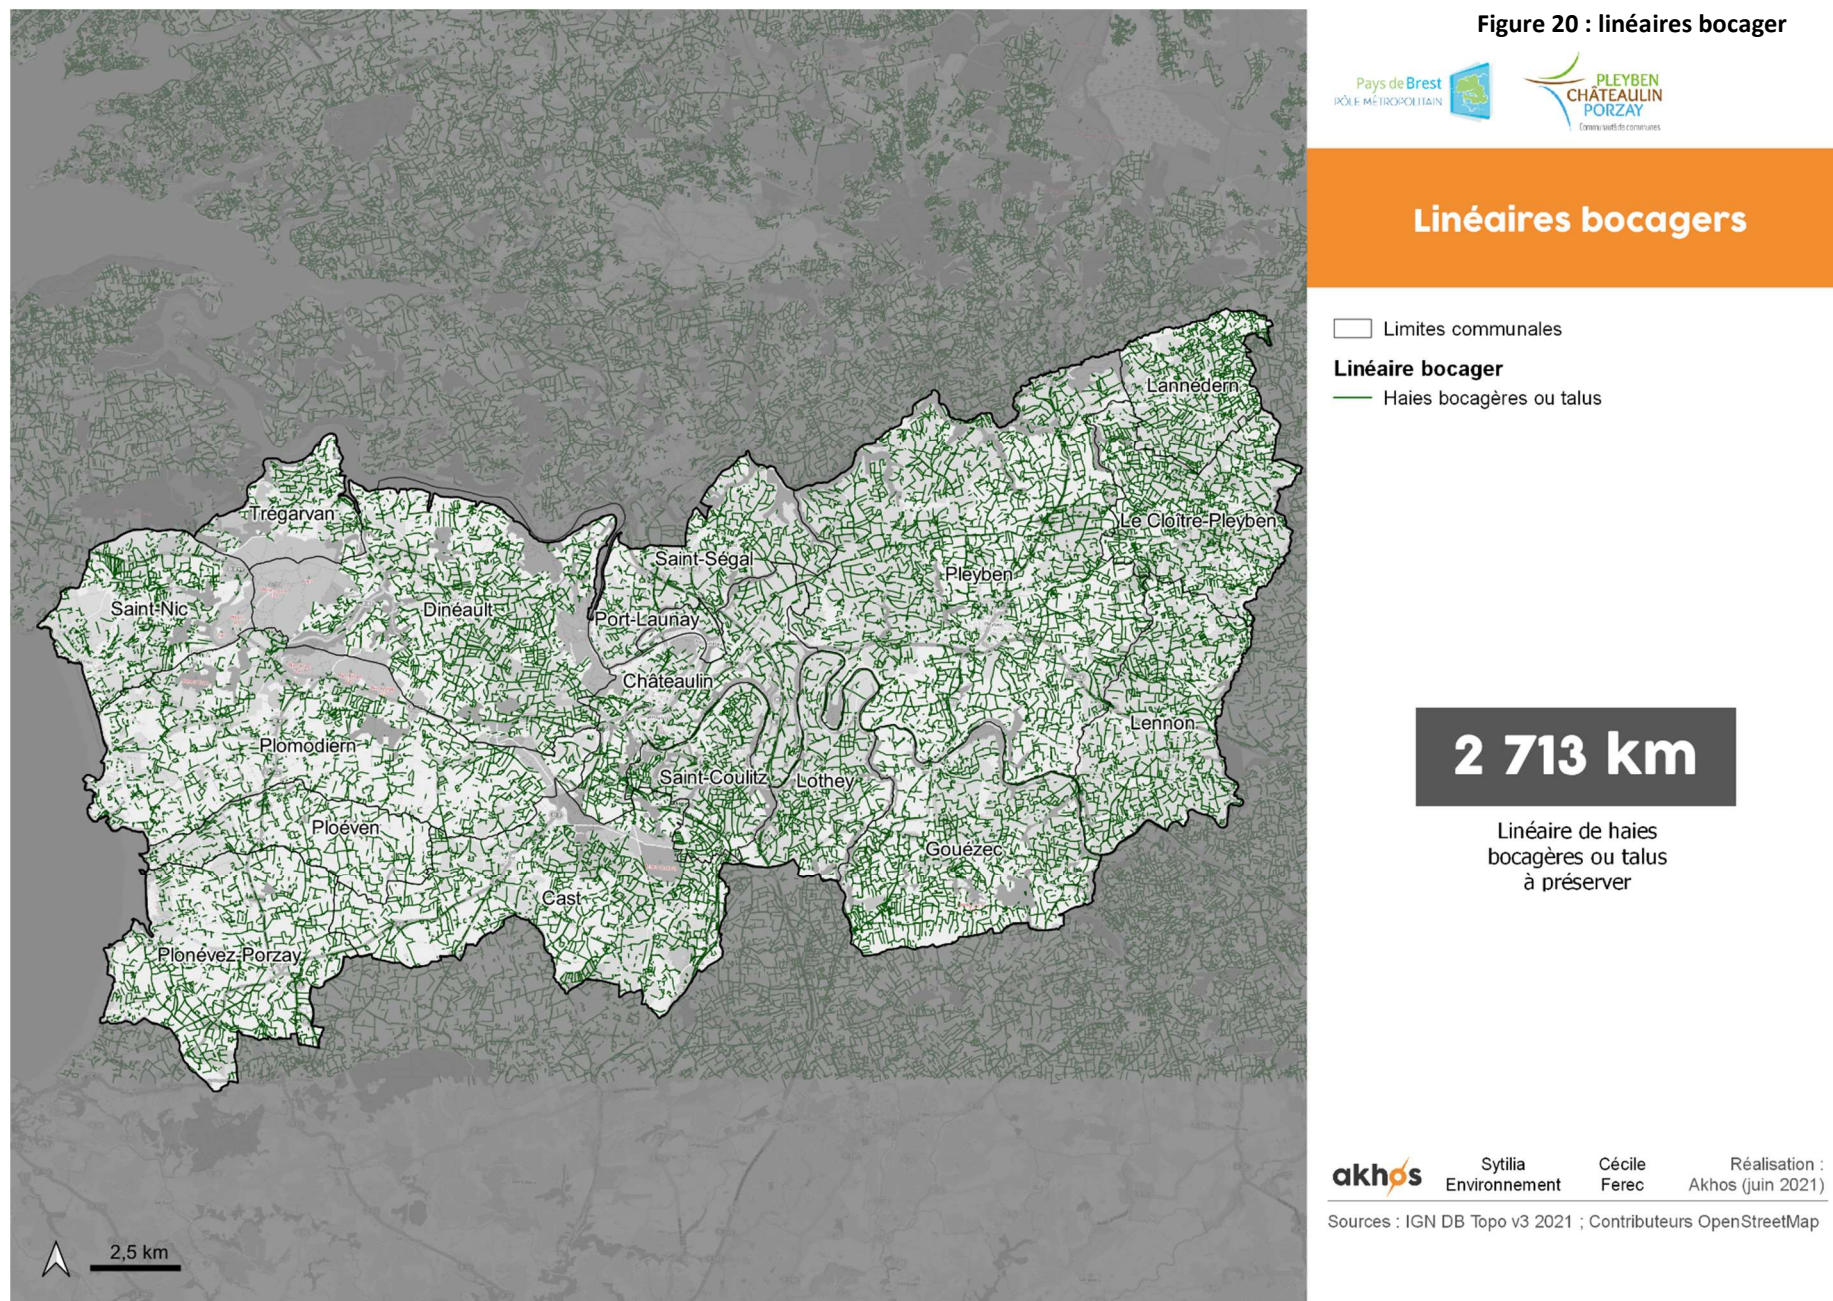 Figure 20 : linéaires bocager
Pays de Brest
PÔLE MÉTROPOLITAIN
PLEYBEN
CHÂTEAULIN
PORZAY
Communauté de communes
Linéaires bocagers
Limites communales
Linéaire bocager
Haies bocagères ou talus
Lannédern
Trégarvan
Le Cloître-Pleyben
Saint-Ségal
Pleyben
Saint-Nic
Dinéault
Port-Launay
Châteaulin
Lennon
Plomodiern
Saint-Coulitz
Lothey
Ploéven
Gouézec
Cast
Plonévez-Porzay
2 713 km
Linéaire de haies
bocagères ou talus
à préserver
2,5 km
akhos
Sytilia
Environnement
Cécile
Ferec
Réalisation :
Akhos (juin 2021)
Sources : IGN DB Topo v3 2021 ; Contributeurs OpenStreetMap